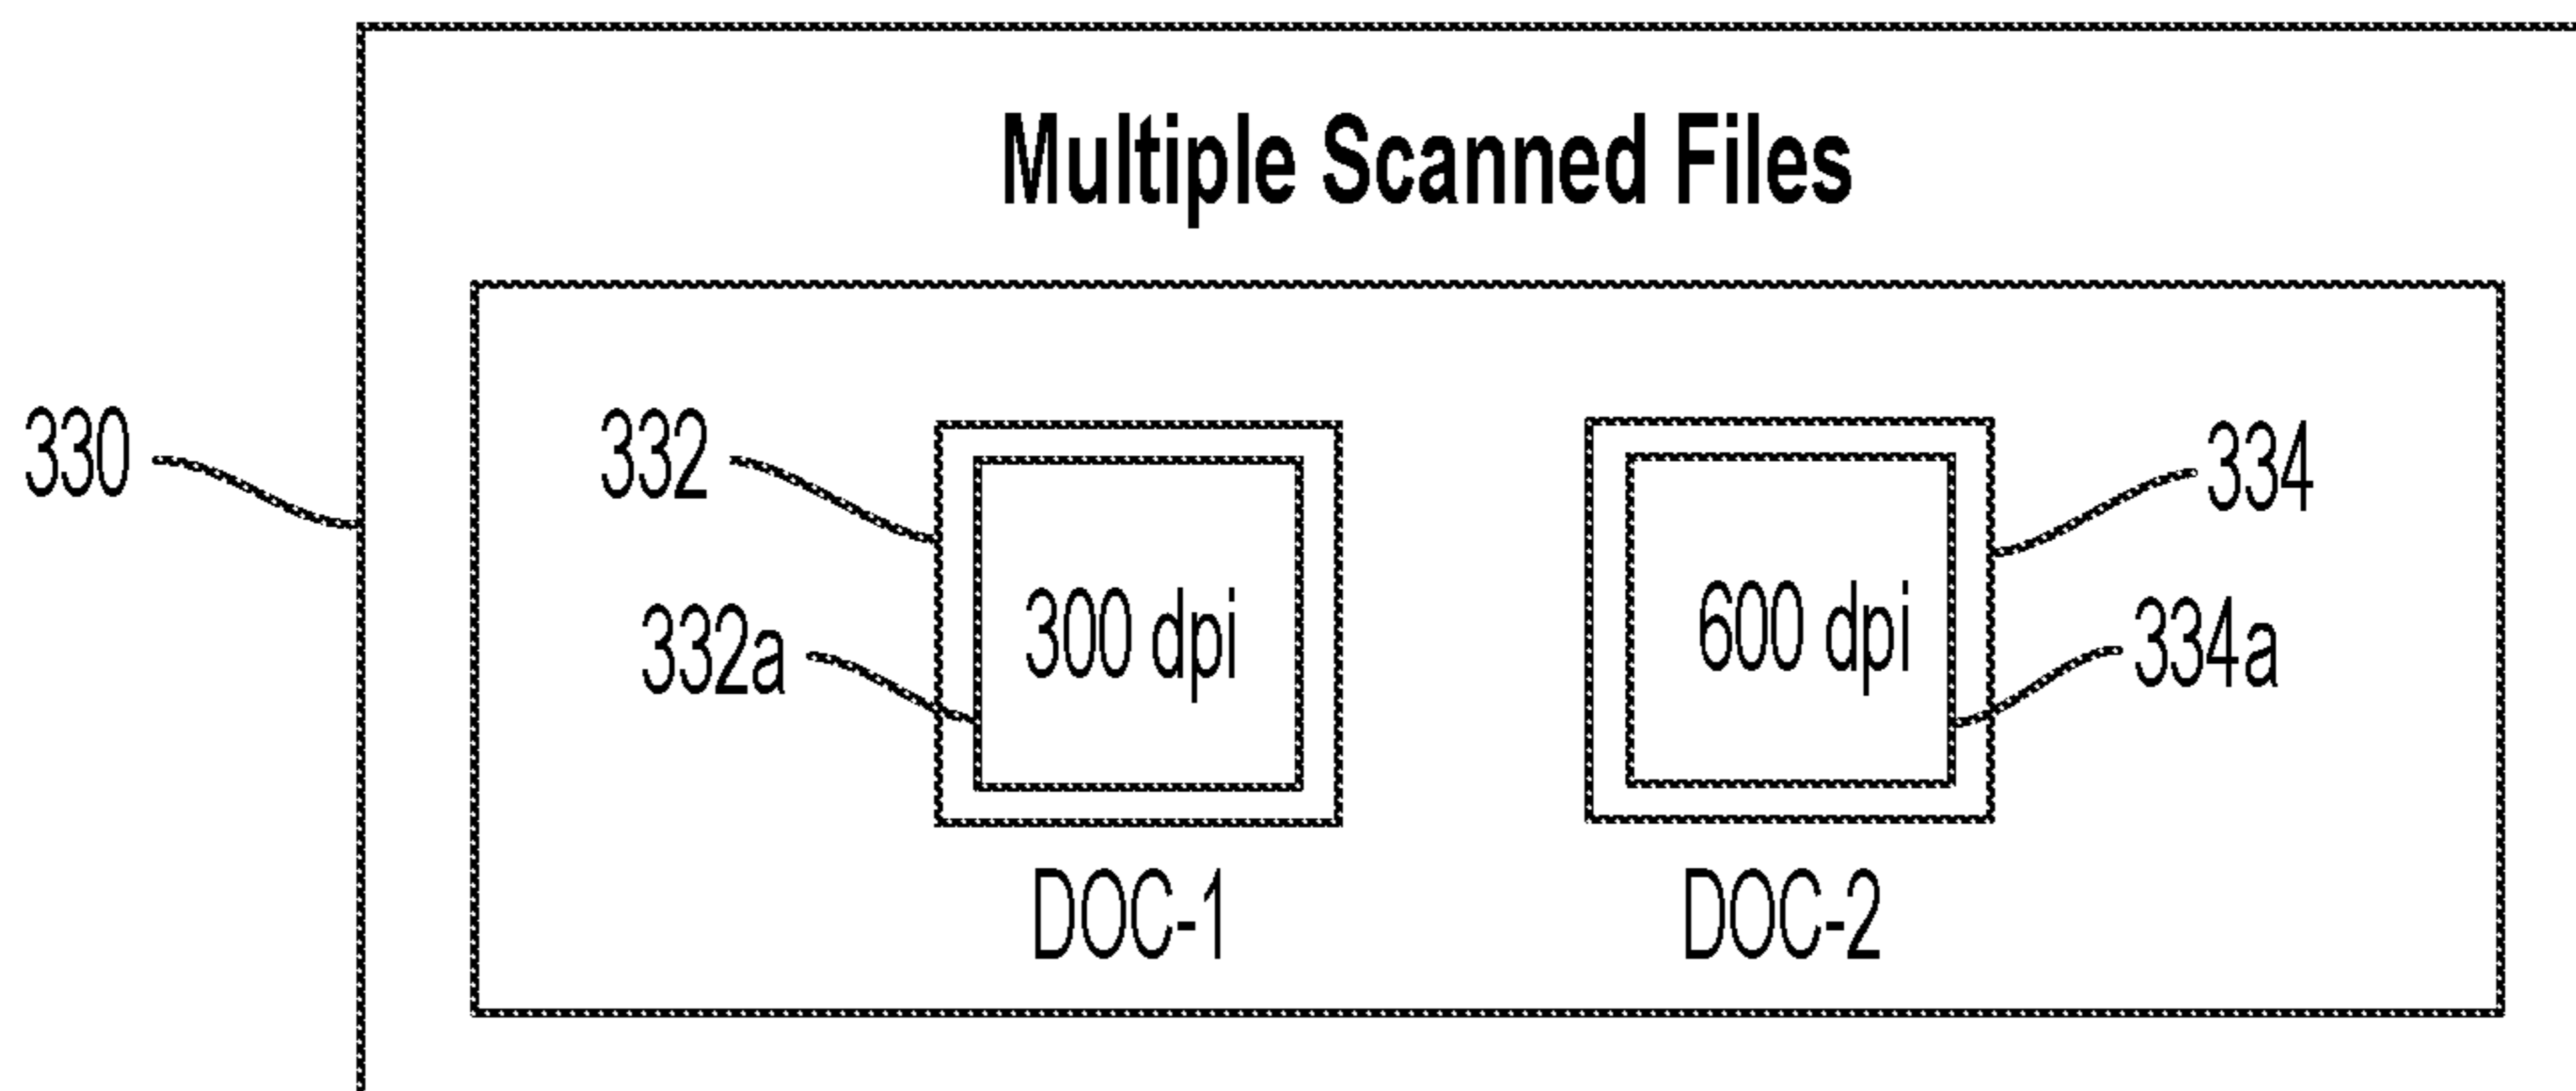 Multiple Scanned Files
330
332
334
332a
300 dpi
600 dpi
334a
DOC-1
DOC-2